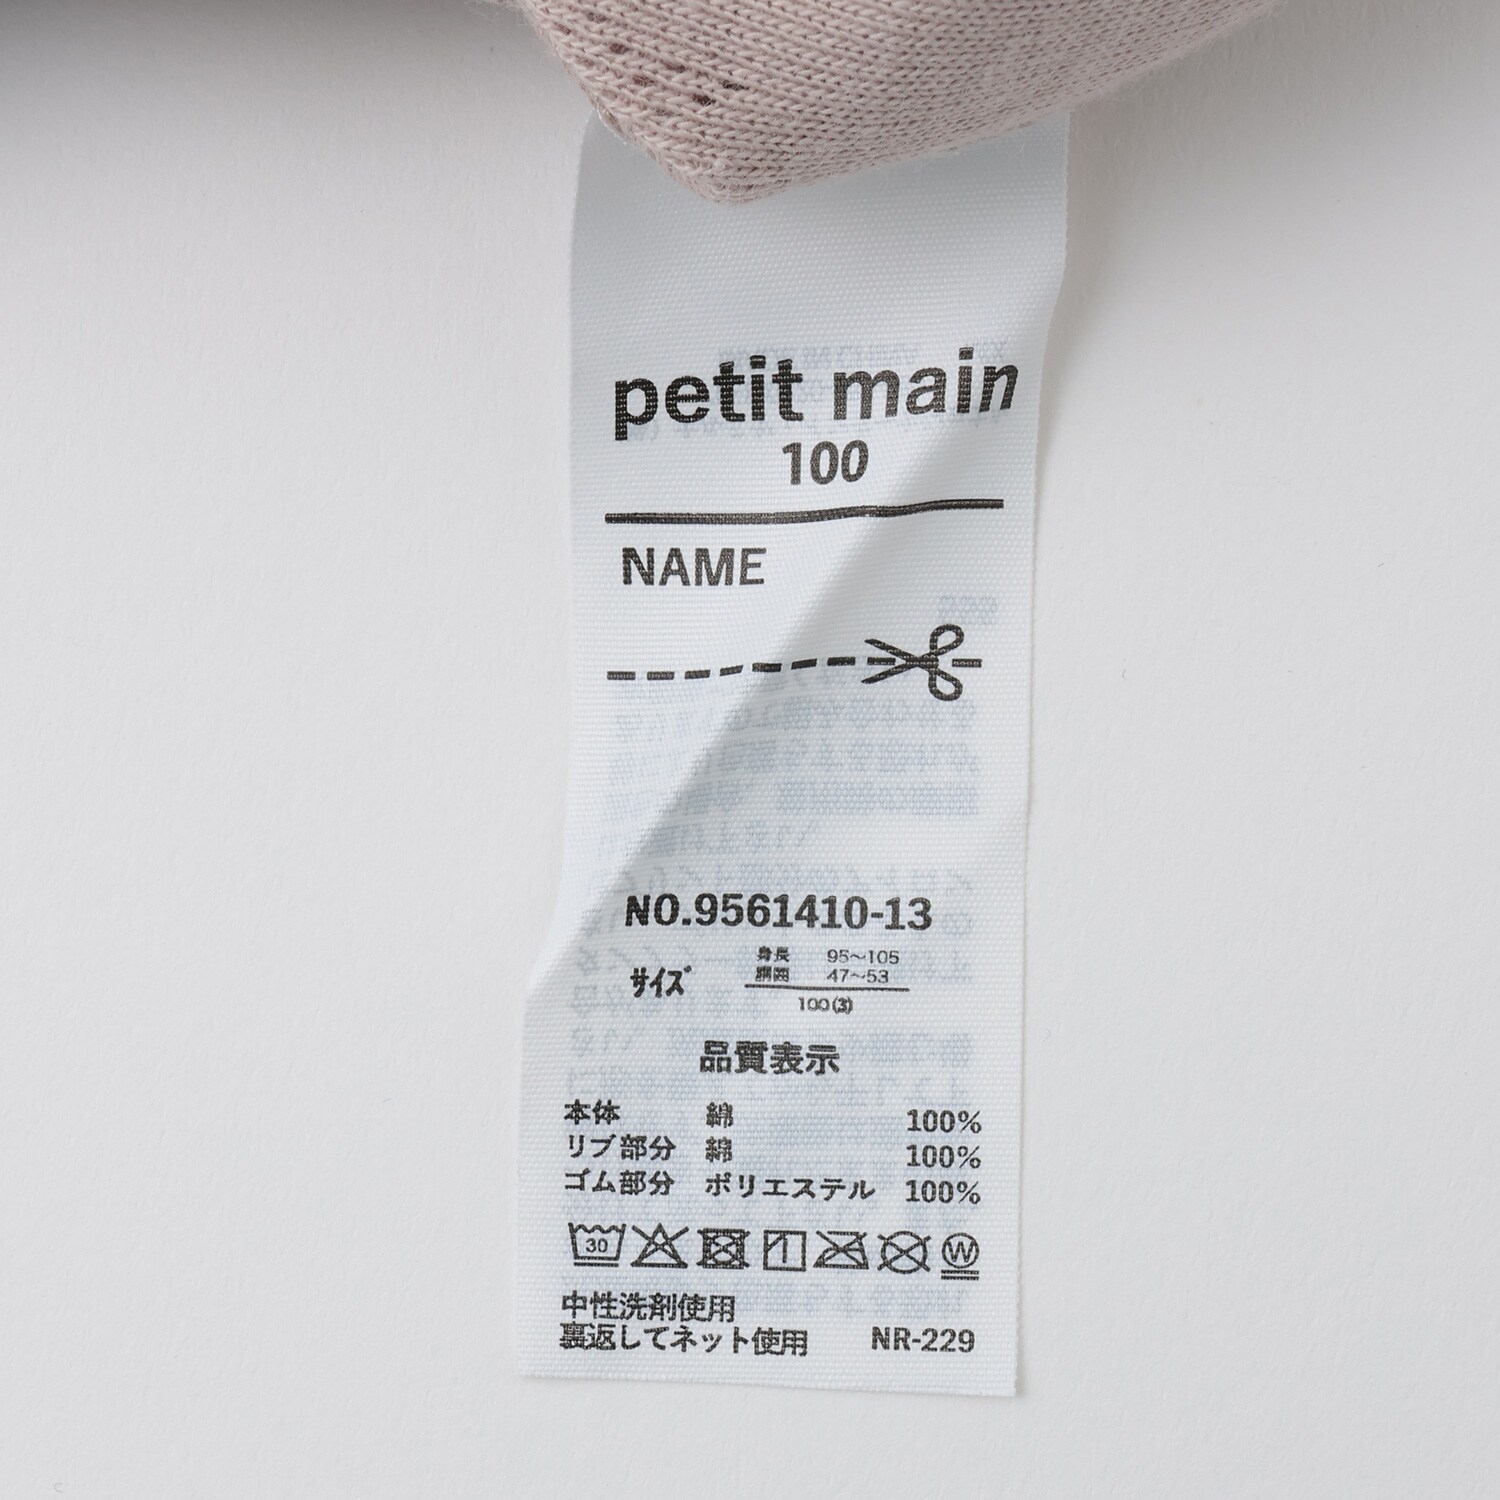 petit main
100
NAME
NO.9561410-13
サイズ
身長 95~105
胴囲 47~53
100(3)
品質表示
本体 綿 100%
リブ部分 綿 100%
ゴム部分 ポリエステル 100%
30
W
中性洗剤使用
裏返してネット使用 NR-229